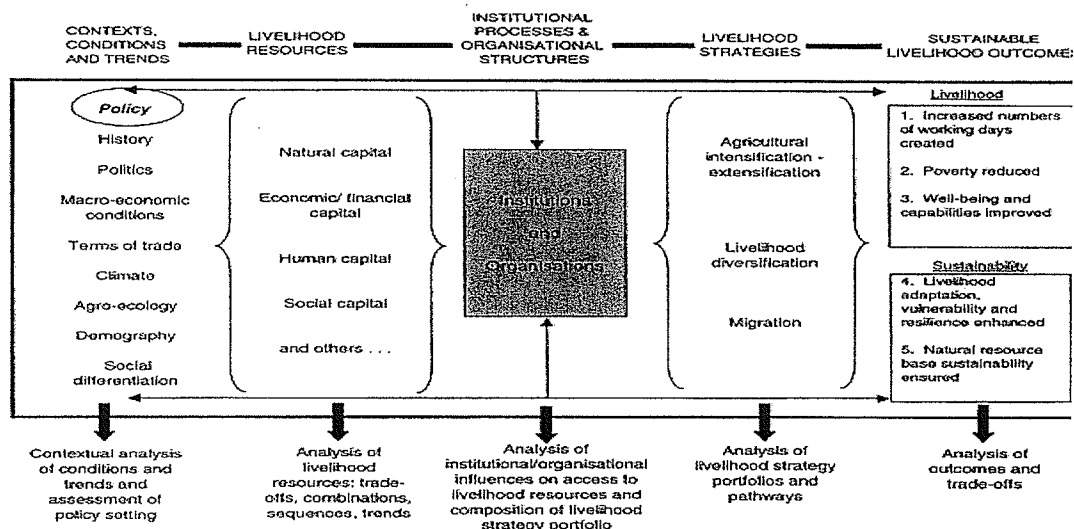 CONTEXTS,
CONDITIONS
AND TRENDS
LIVELIHOOD
RESOURCES
INSTITUTIONAL
PROCESSES &
ORGANISATIONAL
STRUCTURES
LIVELIHOOD
STRATEGIES
SUSTAINABLE
LIVELIHOOD OUTCOMES
Policy
History
Politics
Macro-economic
conditions
Terms of trade
Climate
Agro-ecology
Demography
Social
differentiation
Natural capital
Economic/ financial
capital
Human capital
Social capital
and others ...
Institutions
and
Organisations
Agricultural
intensification -
extensification
Livelihood
diversification
Migration
Livelihood
1. Increased numbers
of working days
created
2. Poverty reduced
3. Well-being and
capabilities improved
Sustainability
4. Livelihood
adaptation,
vulnerability and
resilience enhanced
5. Natural resource
base sustainability
ensured
Contextual analysis
of conditions and
trends and
assessment of
policy setting
Analysis of
livelihood
resources: trade-
offs, combinations,
sequences, trends
Analysis of
institutional/organisational
influences on access to
livelihood resources and
composition of livelihood
strategy portfolio
Analysis of
livelihood strategy
portfolios and
pathways
Analysis of
outcomes and
trade-offs